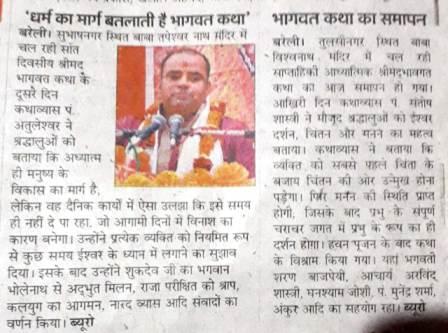 'धर्म का मार्ग बतलाती है भागवत कथा'
बरेली। सुभाषनगर स्थित बाबा तपेश्वर नाथ मंदिर में
चल रही सात
दिवसीय श्रीमद्
भागवत कथा के
दूसरे दिन
कथाव्यास पं.
अतुलेश्वर ने
श्रद्धालुओं को
बताया कि अध्यात्म
ही मनुष्य के
विकास का मार्ग है,
लेकिन वह दैनिक कार्यों में ऐसा उलझा कि इसे समय
ही नहीं दे पा रहा, जो आगामी दिनों में विनाश का
कारण बनेगा। उन्होंने प्रत्येक व्यक्ति को नियमित रूप
से कुछ समय ईश्वर के ध्यान में लगाने का सुझाव
दिया। इसके बाद उन्होंने शुकदेव जी का भगवान
भोलेनाथ से अद्भुत मिलन, राजा परीक्षित को श्राप,
कलयुग का आगमन, नारद व्यास आदि संवादों का
वर्णन किया। ब्यूरो
भागवत कथा का समापन
बरेली। तुलसीनगर स्थित बाबा
विश्वनाथ मंदिर में चल रही
साप्ताहिकी आध्यात्मिक श्रीमद्भागवत
कथा का आज समापन हो गया।
आखिरी दिन कथाव्यास पं. संतोष
शास्त्री ने मौजूद श्रद्धालुओं को ईश्वर
दर्शन, चिंतन और मनन का महत्व
बताया। कथाव्यास ने बताया कि
व्यक्ति को सबसे पहले चिंता के
बजाय चिंतन की ओर उन्मुख होना
पड़ेगा। फिर मनन की स्थिति प्राप्त
होगी, जिसके बाद प्रभु के संपूर्ण
चराचर जगत में प्रभु के रूप का ही
दर्शन होगा। हवन पूजन के बाद कथा
के विश्राम किया गया। यहां भगवती
शरण बाजपेयी, आचार्य अरविंद
शास्त्री, घनश्याम जोशी, पं. मुनेंद्र शर्मा,
अंकुर आदि का सहयोग रहा। ब्यूरो